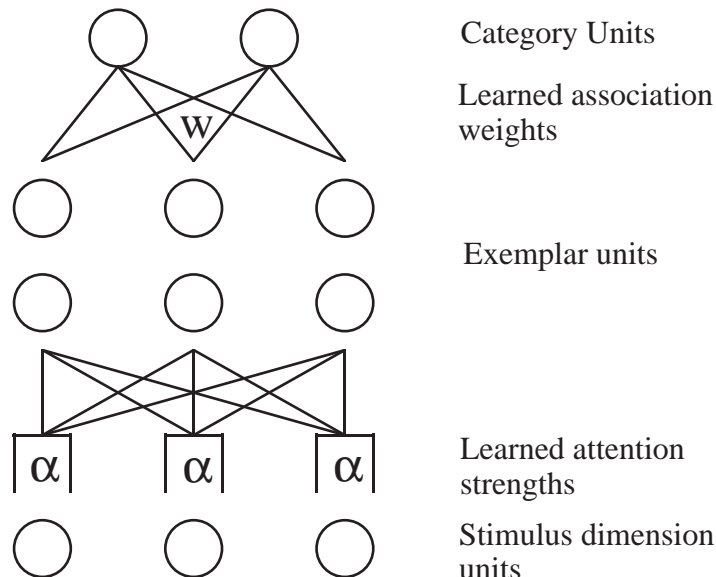 Category Units
Learned association
weights
w
Exemplar units
α α α
Learned attention
strengths
Stimulus dimension
units